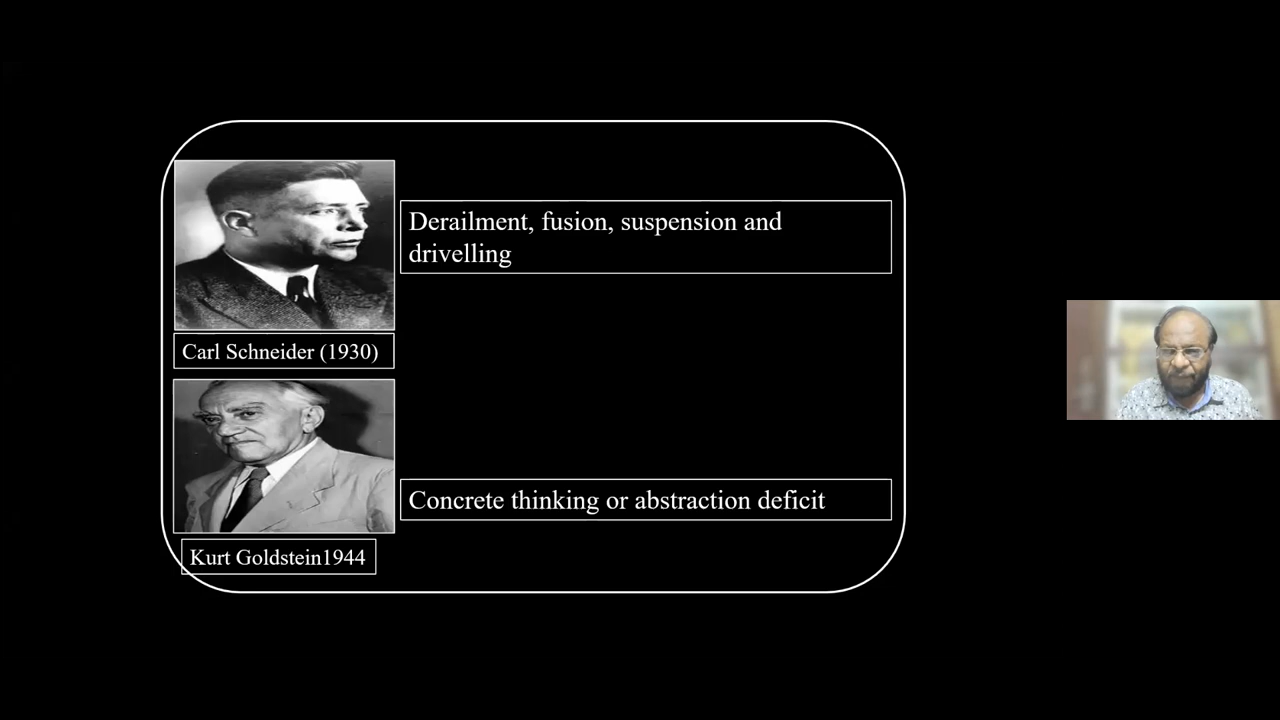 Derailment, fusion, suspension and
drivelling
Carl Schneider (1930)
Concrete thinking or abstraction deficit
Kurt Goldstein1944